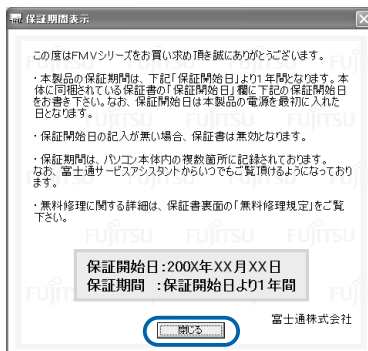 保証期間表示
この度はFMVシリーズをお買い求め頂き誠にありがとうございます。
・本製品の保証期間は、下記「保証開始日」より1年間となります。本
体に同梱されている保証書の「保証開始日」欄に下記の保証開始日
をお書き下さい。なお、保証開始日は本製品の電源を最初に入れた
日となります。
・保証開始日の記入が無い場合、保証書は無効となります。
・保証期間は、パソコン本体内の複数箇所に記録されております。
なお、富士通サービスアシスタントからいつでもご覧頂けるようになっており
ます。
・無料修理に関する詳細は、保証書裏面の「無料修理規定」をご覧
下さい。
保証開始日:200X年XX月XX日
保証期間 :保証開始日より1年間
富士通株式会社
閉じる